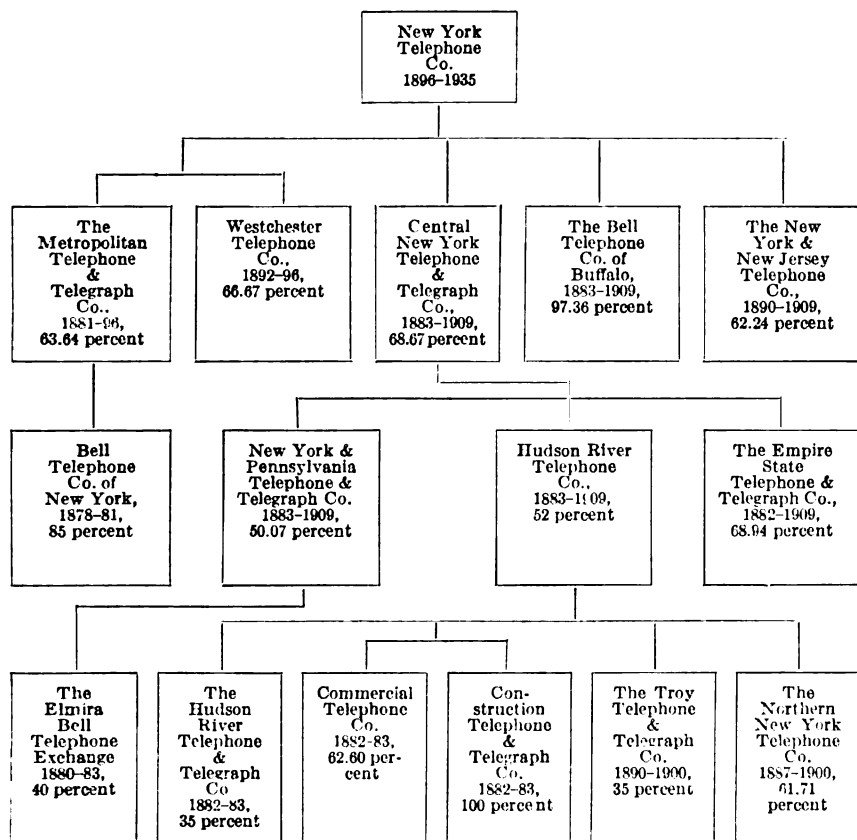 New York
Telephone
Co.
1896-1935
The
Metropolitan
Telephone
&
Telegraph
Co.,
1881-96,
63.64 percent
Westchester
Telephone
Co.,
1892-96,
66.67 percent
Central
New York
Telephone
&
Telegraph
Co.,
1883-1909,
68.67 percent
The Bell
Telephone
Co. of
Buffalo,
1883-1909,
97.36 percent
The New
York &
New Jersey
Telephone
Co.,
1890-1909,
62.24 percent
Bell
Telephone
Co. of
New York,
1878-81,
85 percent
New York &
Pennsylvania
Telephone &
Telegraph Co.
1883-1909,
50.07 percent
Hudson River
Telephone
Co.,
1883-1909,
52 percent
The Empire
State
Telephone &
Telegraph Co.,
1882-1909,
68.94 percent
The
Elmira
Bell
Telephone
Exchange
1880-83,
40 percent
The
Hudson
River
Telephone
&
Telegraph
Co
1882-83,
35 percent
Commercial
Telephone
Co.
1882-83,
62.60 per-
cent
Con-
struction
Telephone
&
Telegraph
Co.
1882-83,
100 percent
The Troy
Telephone
&
Telegraph
Co.
1890-1900,
35 percent
The
Northern
New York
Telephone
Co.
1887-1900,
61.71
percent